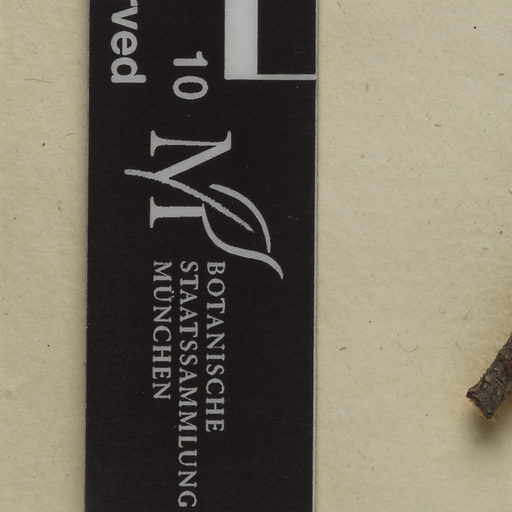 rved
10
M
BOTANISCHE
STAATSSAMMLUNG
MÜNCHEN